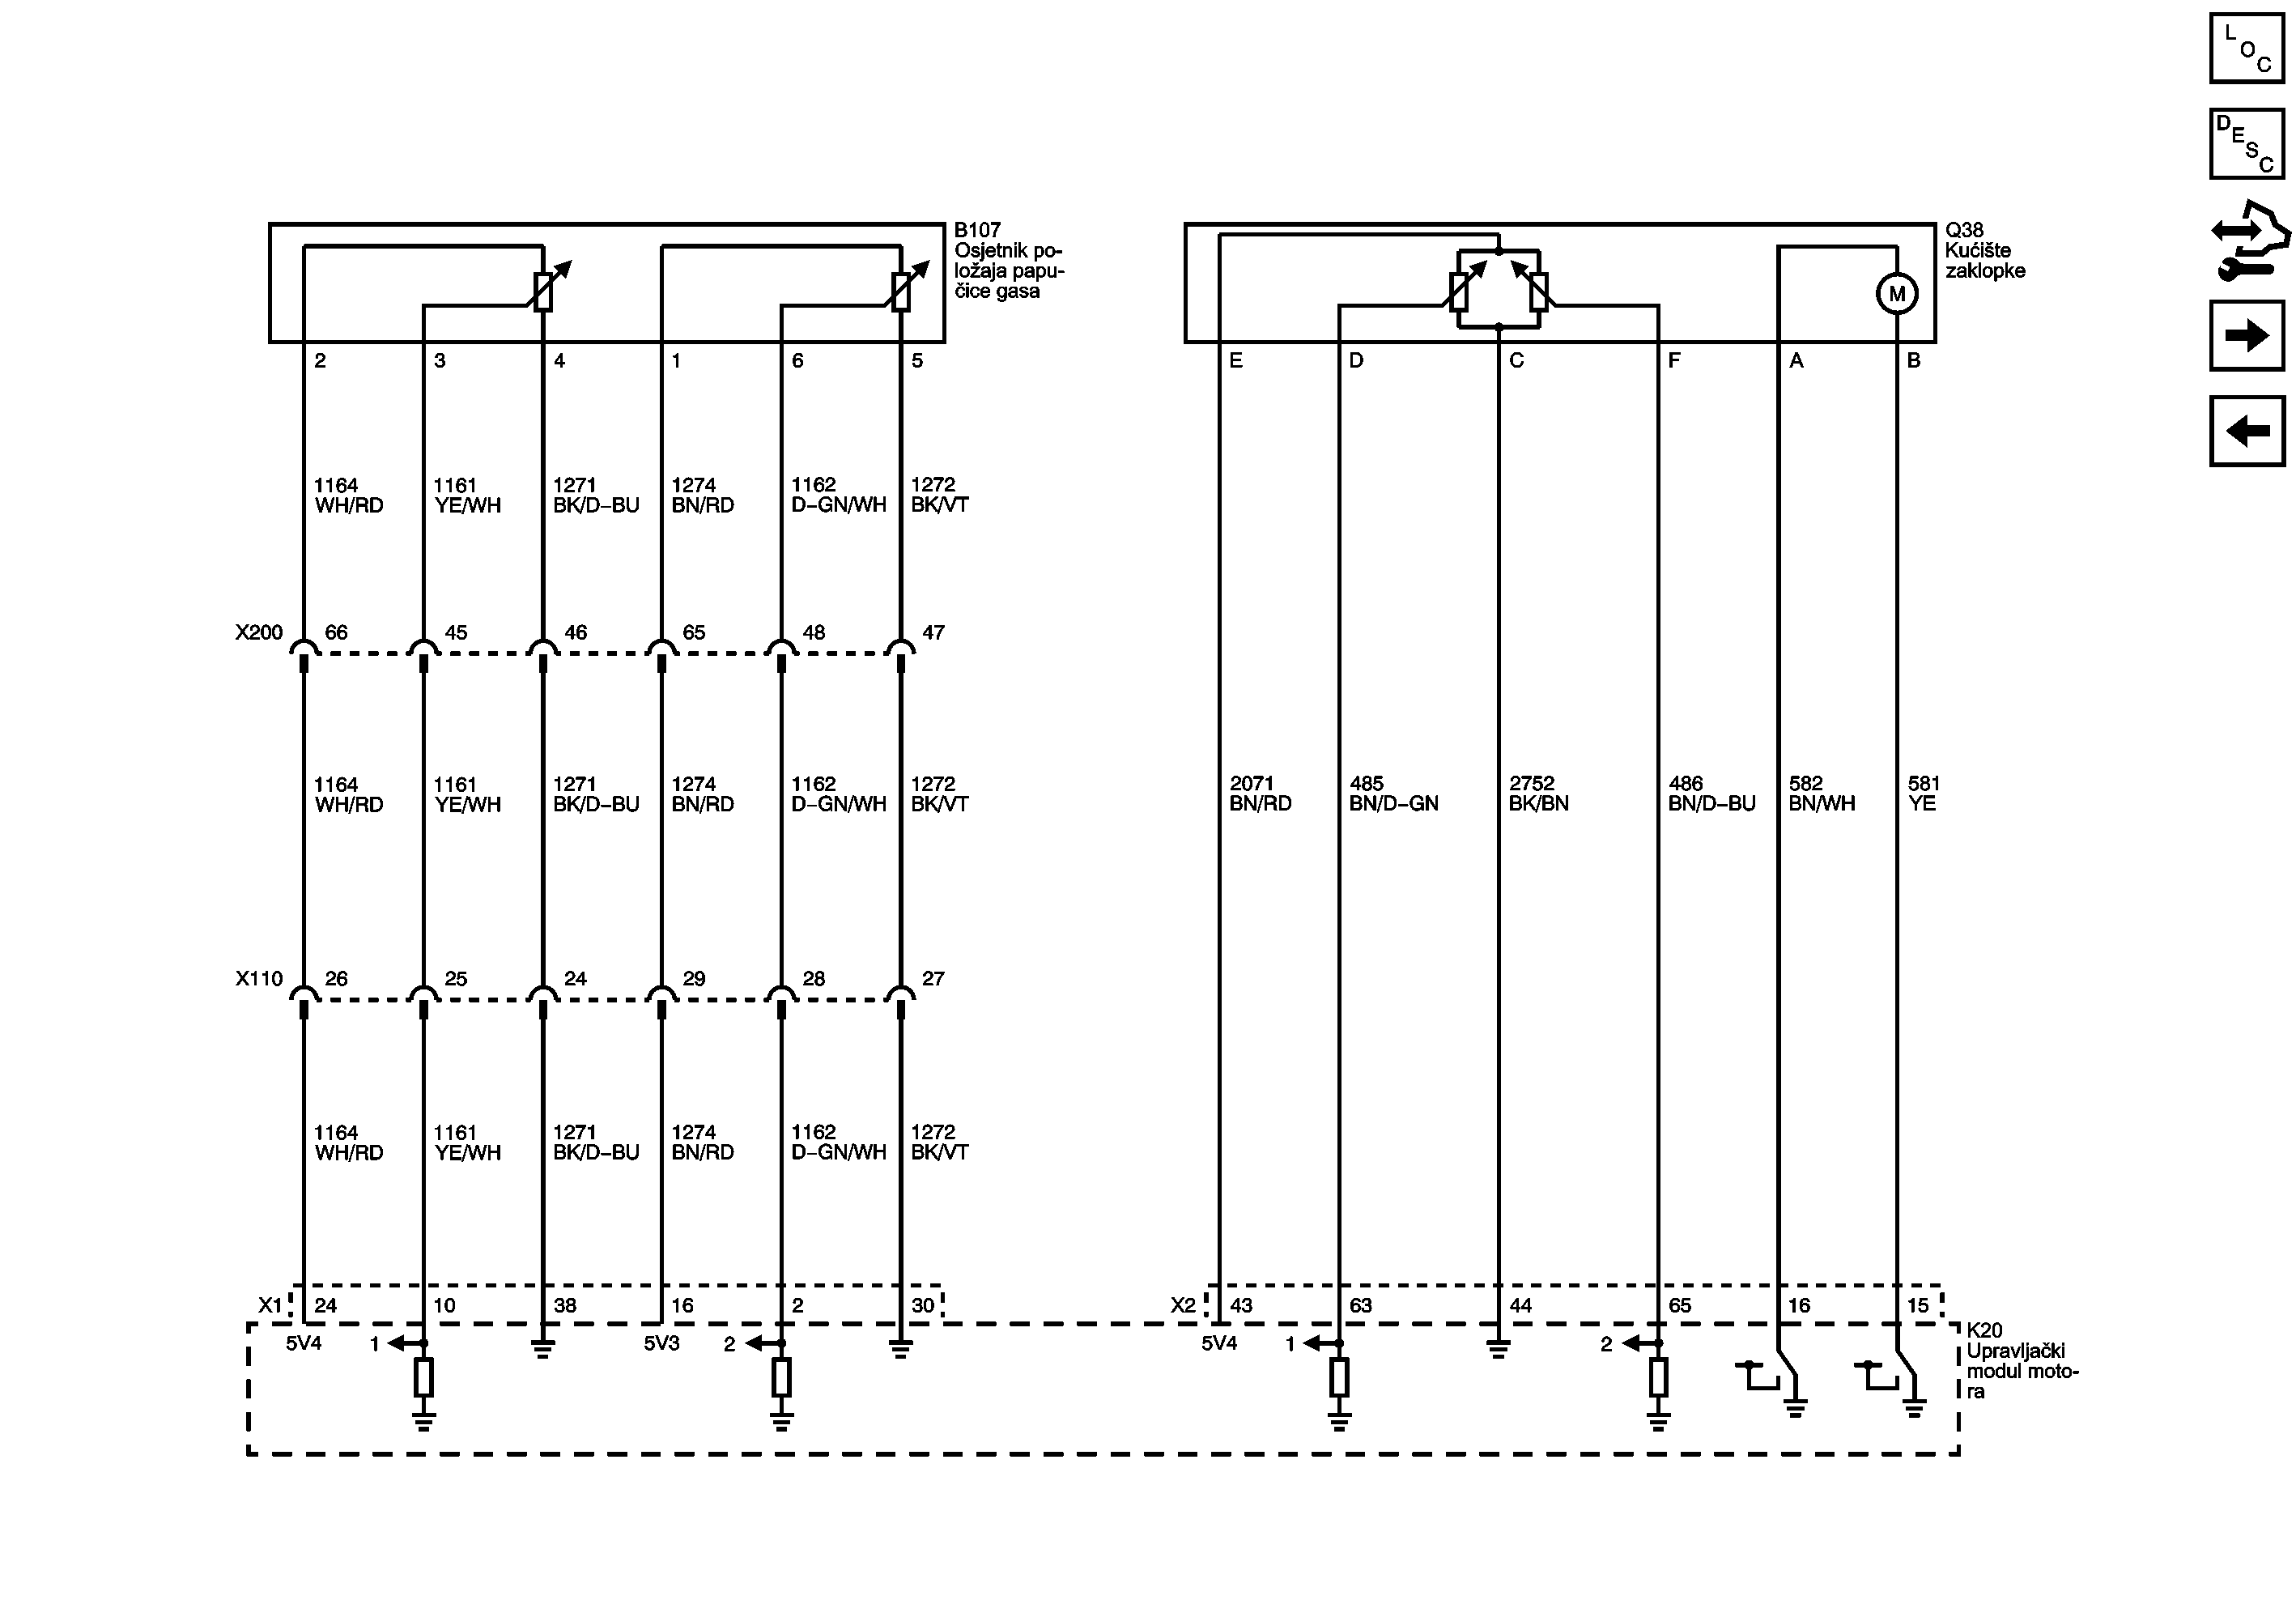 L
O
C
D
E
S
C
B107
Osjetnik po-
ložaja papu-
čice gasa
Q38
Kućište
zaklopke
M
2 3 4 1 6 5
E D C F A B
1164 1161 1271 1274 1162 1272
WH/RD YE/WH BK/D-BU BN/RD D-GN/WH BK/VT
X200 66 45 46 65 48 47
1164 1161 1271 1274 1162 1272
WH/RD YE/WH BK/D-BU BN/RD D-GN/WH BK/VT
2071 485 2752 486 582 581
BN/RD BN/D-GN BK/BN BN/D-BU BN/WH YE
X110 26 25 24 29 28 27
1164 1161 1271 1274 1162 1272
WH/RD YE/WH BK/D-BU BN/RD D-GN/WH BK/VT
X1 24 10 38 16 2 30
X2 43 63 44 65 16 15
5V4 1 5V3 2
5V4 1 2
K20
Upravljački
modul moto-
ra